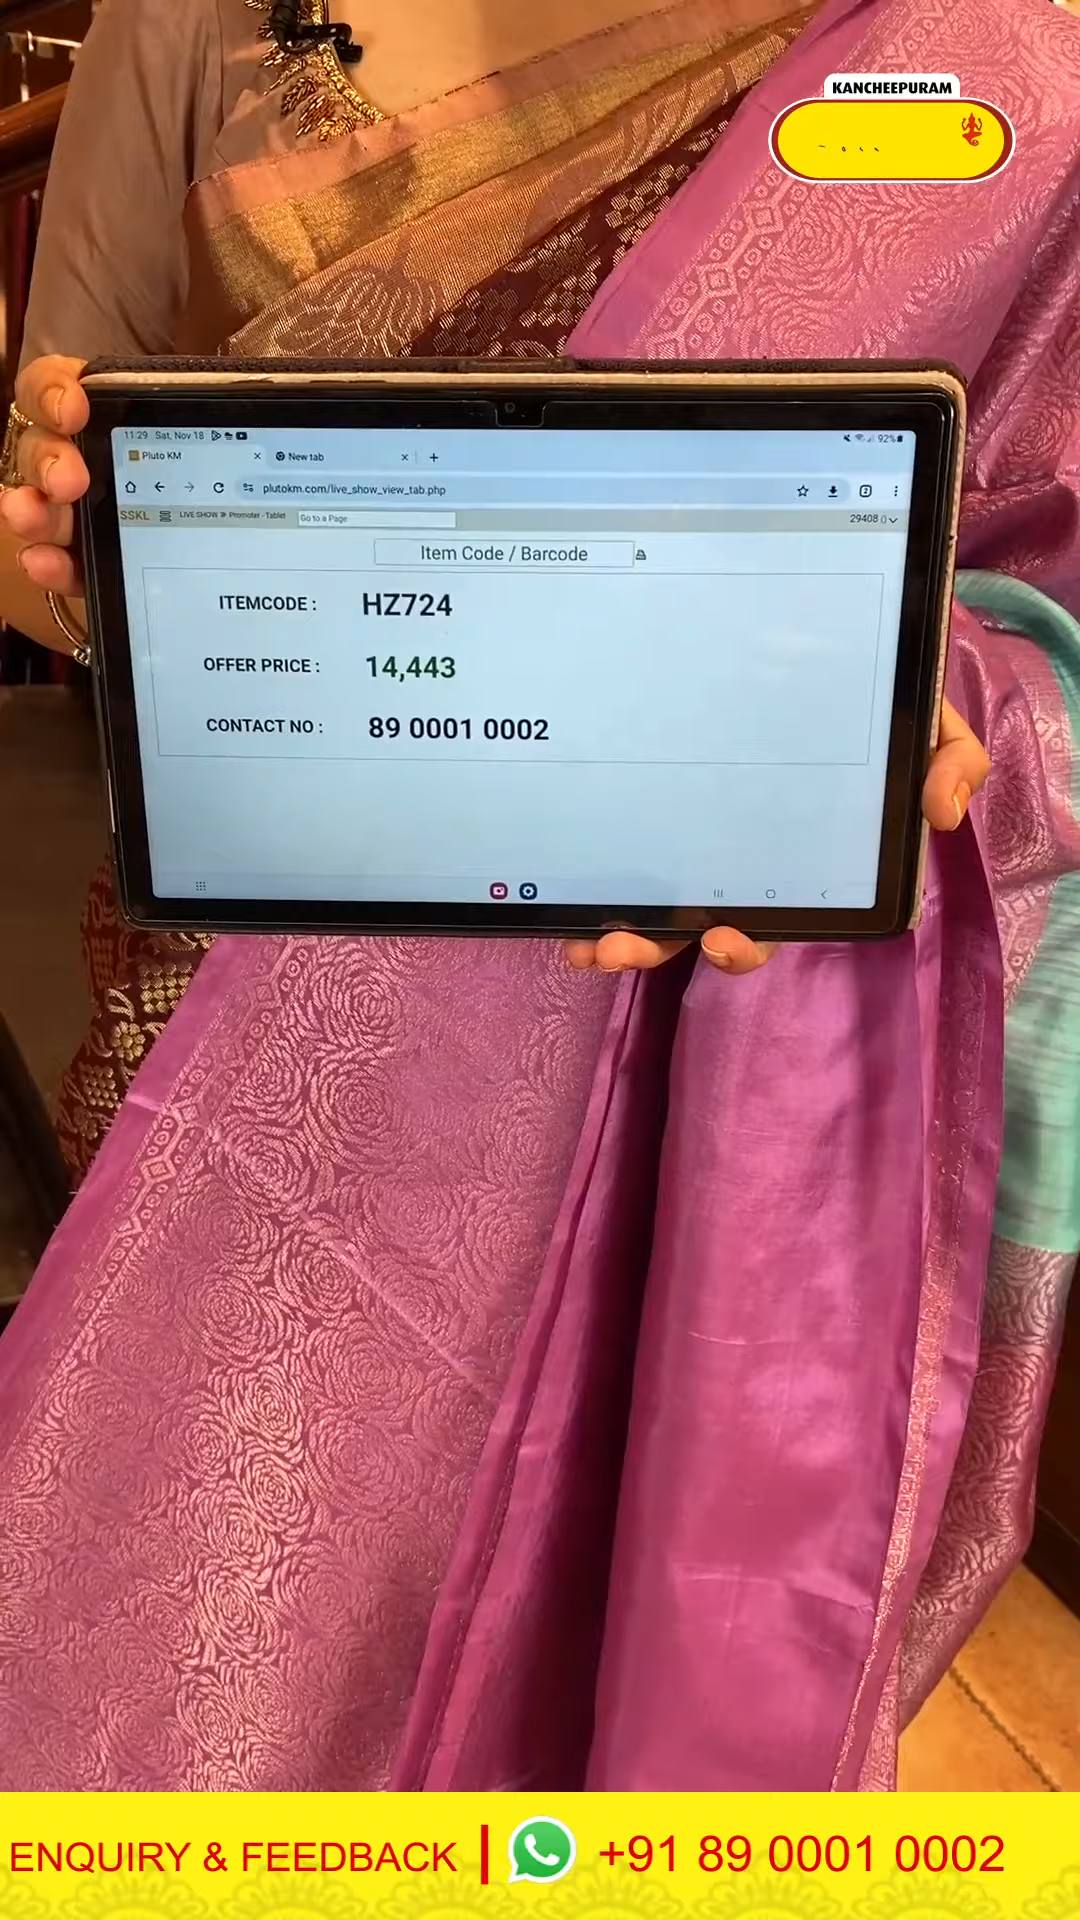 KANCHEEPURAM
11:29 Sat, Nov 18
92%
Pluto KM
New tab
plutokm.com/live_show_view_tab.php
SSKL
LIVE SHOW » Promoter - Tablet
Go to a Page
29408 ()
Item Code / Barcode
ITEMCODE : HZ724
OFFER PRICE : 14,443
CONTACT NO : 89 0001 0002
ENQUIRY & FEEDBACK | +91 89 0001 0002